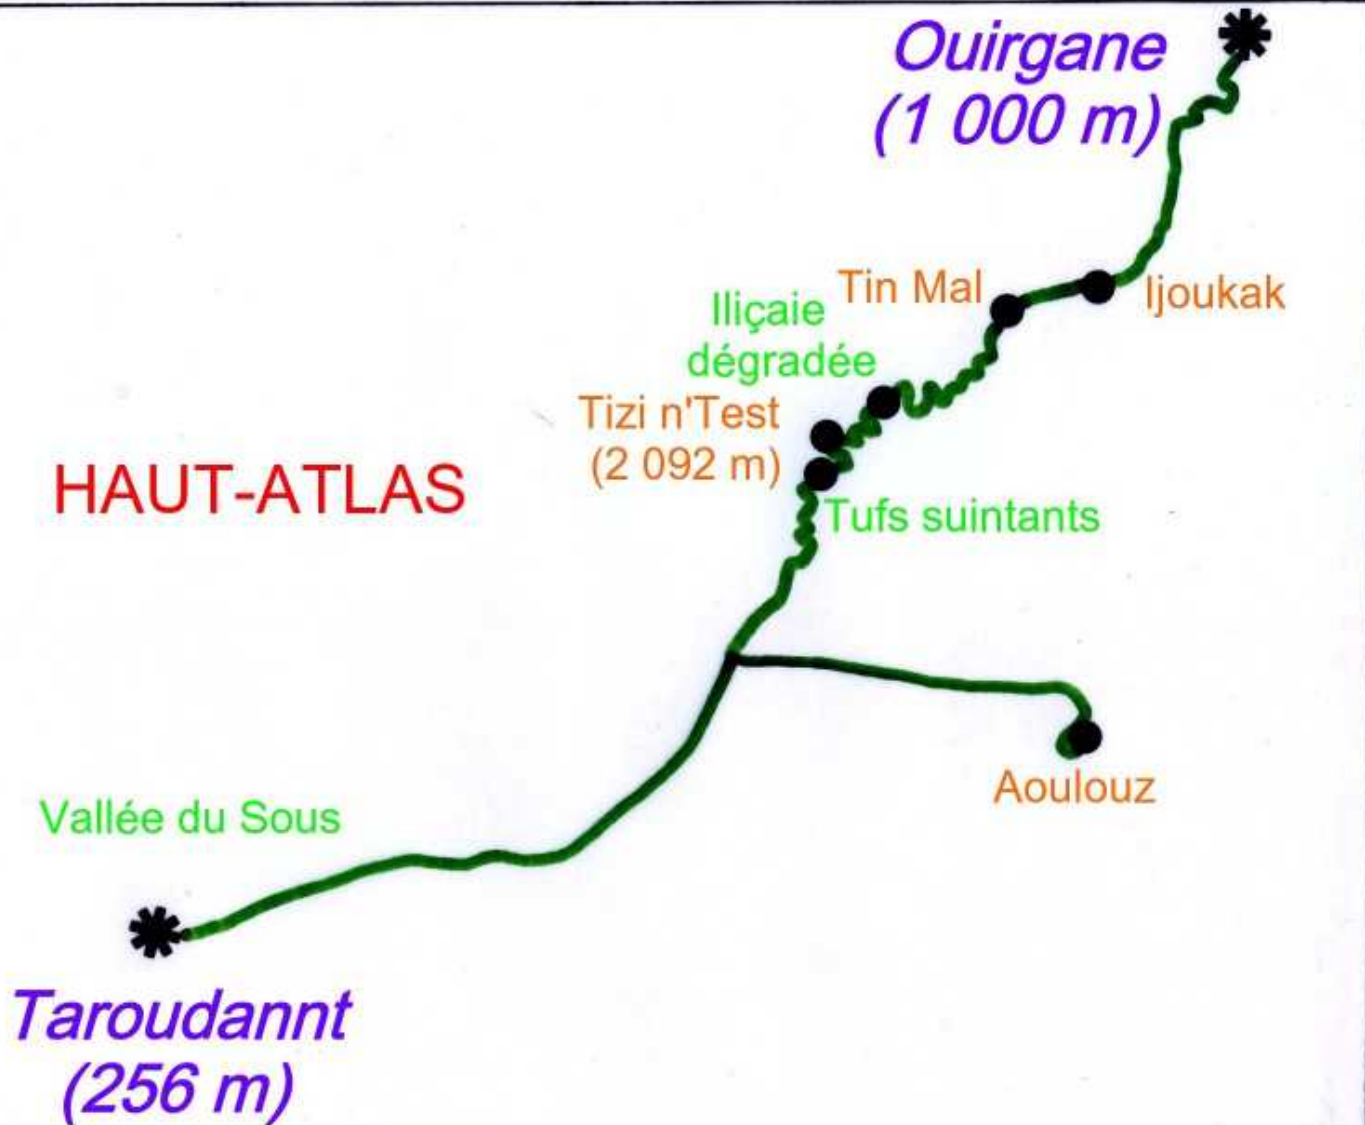 Ouirgane
(1 000 m)
Tin Mal
Ijoukak
Iliçaie
dégradée
Tizi n'Test
(2 092 m)
HAUT-ATLAS
Tufs suintants
Aoulouz
Vallée du Sous
Taroudannt
(256 m)